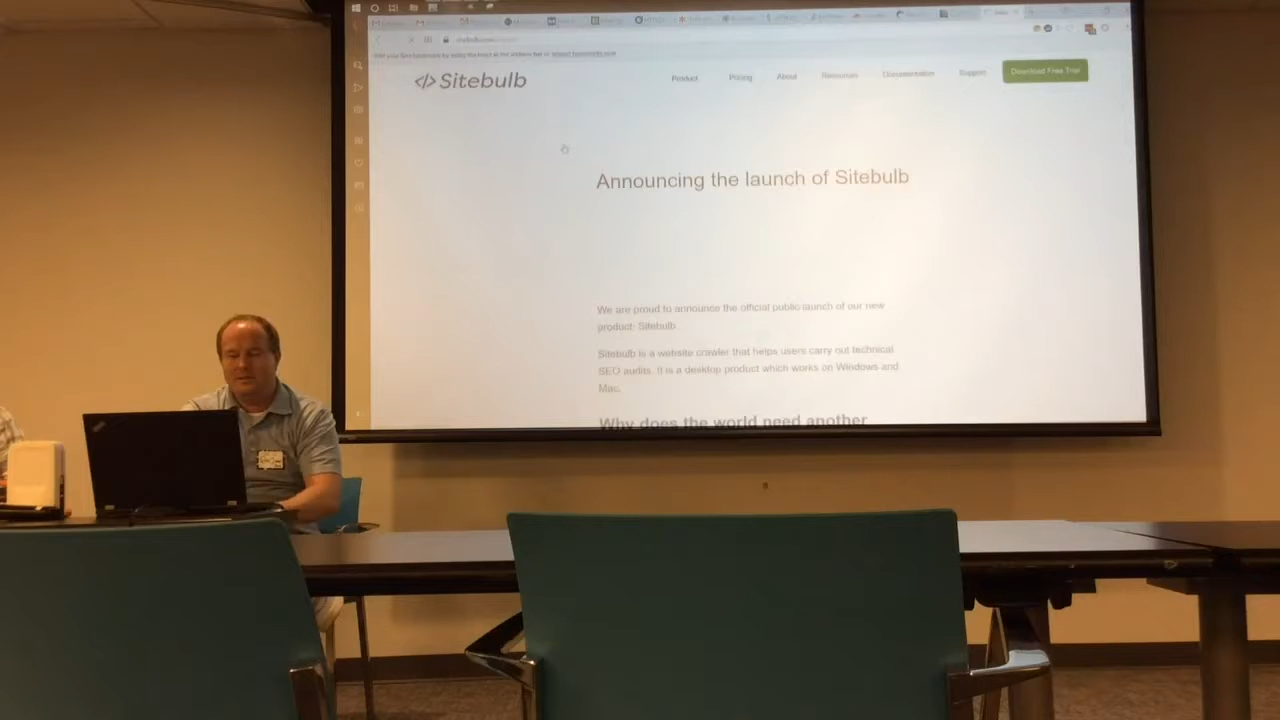 </> Sitebulb
Product Pricing About Resources Documentation Support Download Free Trial
Announcing the launch of Sitebulb
We are proud to announce the official public launch of our new
product: Sitebulb
Sitebulb is a website crawler that helps users carry out technical
SEO audits. It is a desktop product which works on Windows and
Mac.
Why does the world need another